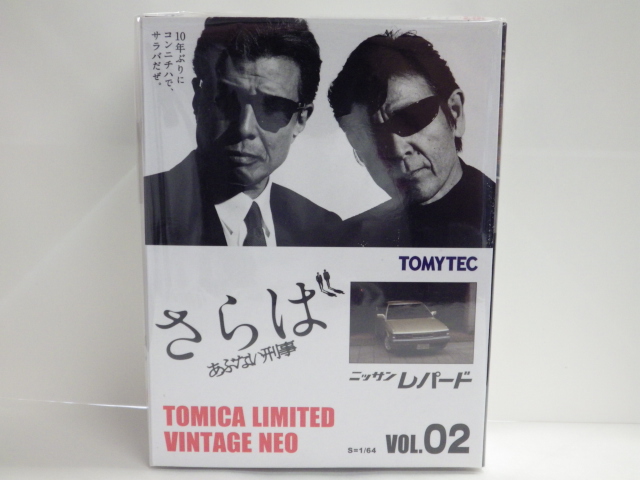 10年ぶりに
コンニチハで、
サラバだぜ。
TOMYTEC
さらば
あぶない刑事
ニッサン レパード
TOMICA LIMITED
VINTAGE NEO
S=1/64
VOL.02